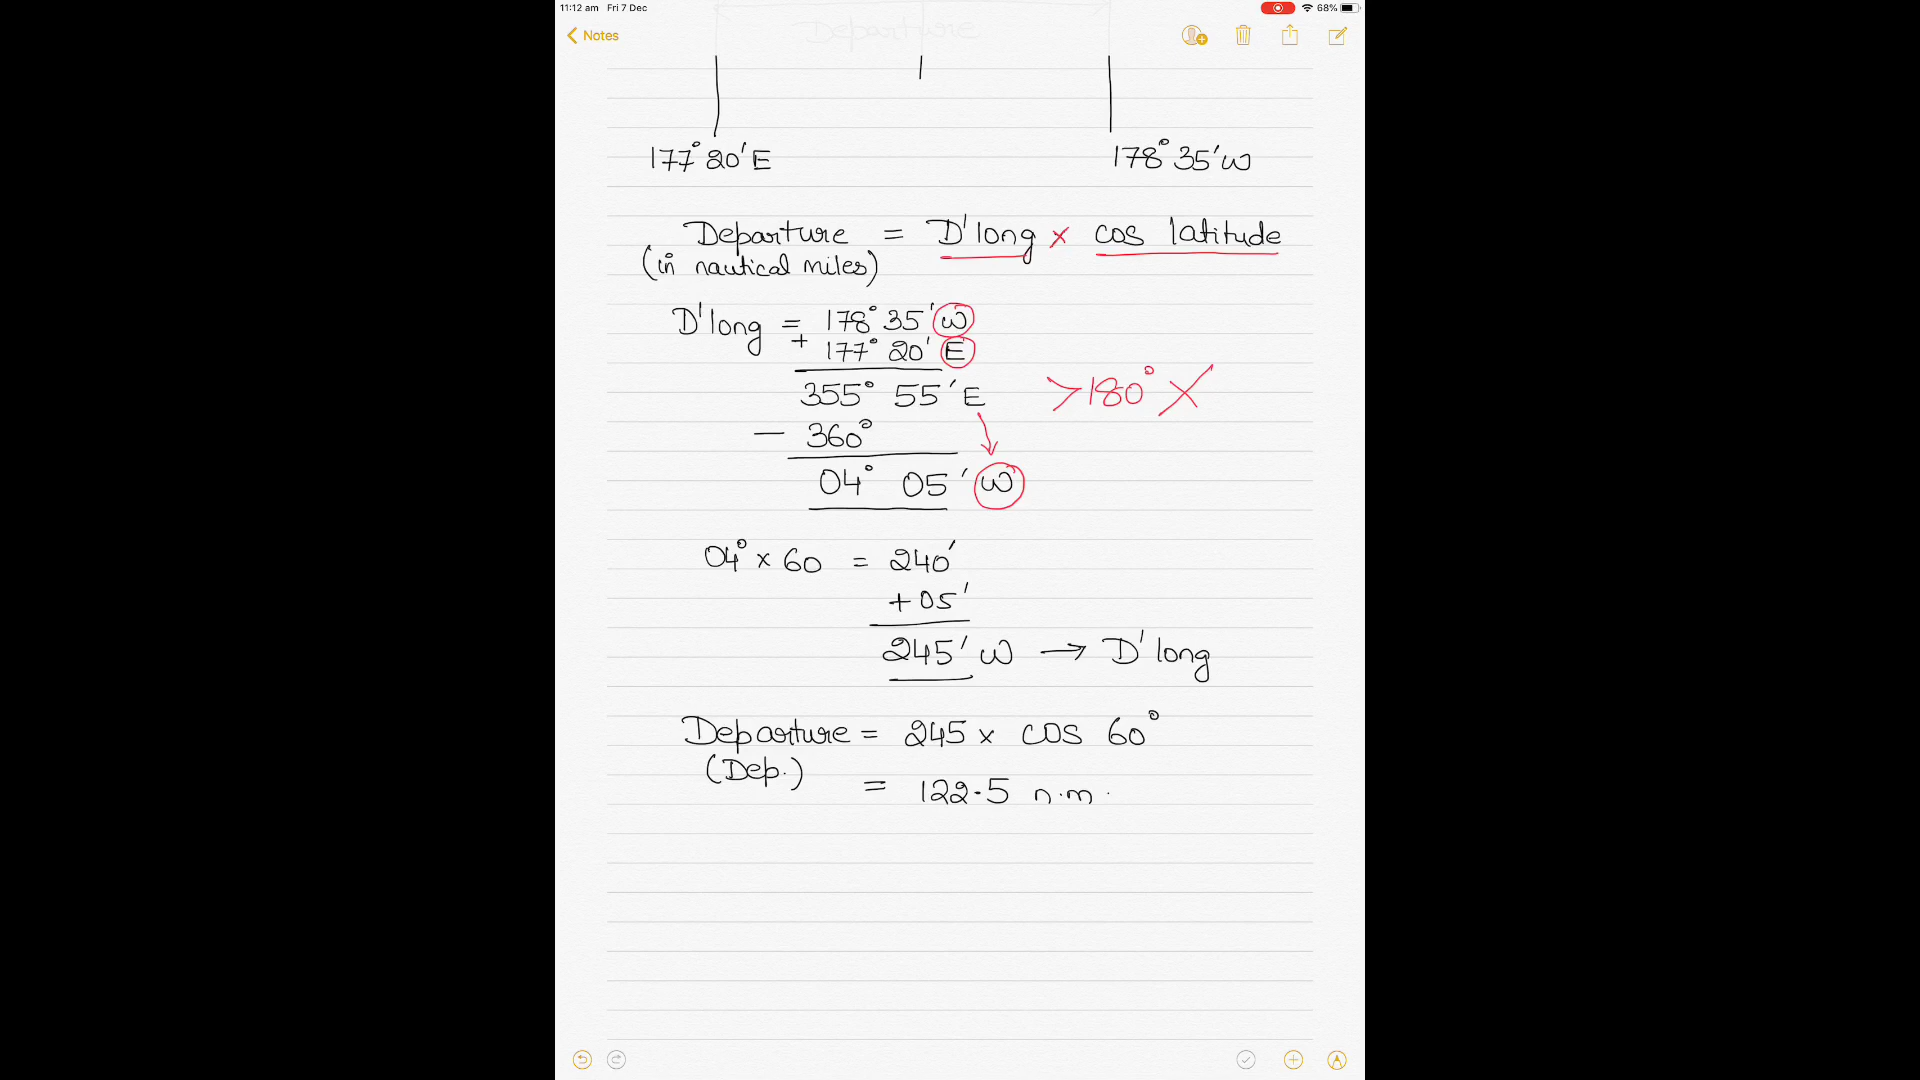 11:12 am Fri 7 Dec 68%
Notes
Departure
177° 20' E 178° 35' W
Departure = D'long × cos latitude
(in nautical miles)
D'long = 178° 35' W
+ 177° 20' E
355° 55' E >180° ×
— 360°
04° 05' W
04° × 60 = 240'
+ 05'
245' W → D'long
Departure = 245 × cos 60°
(Dep.)
= 122.5 n.m.